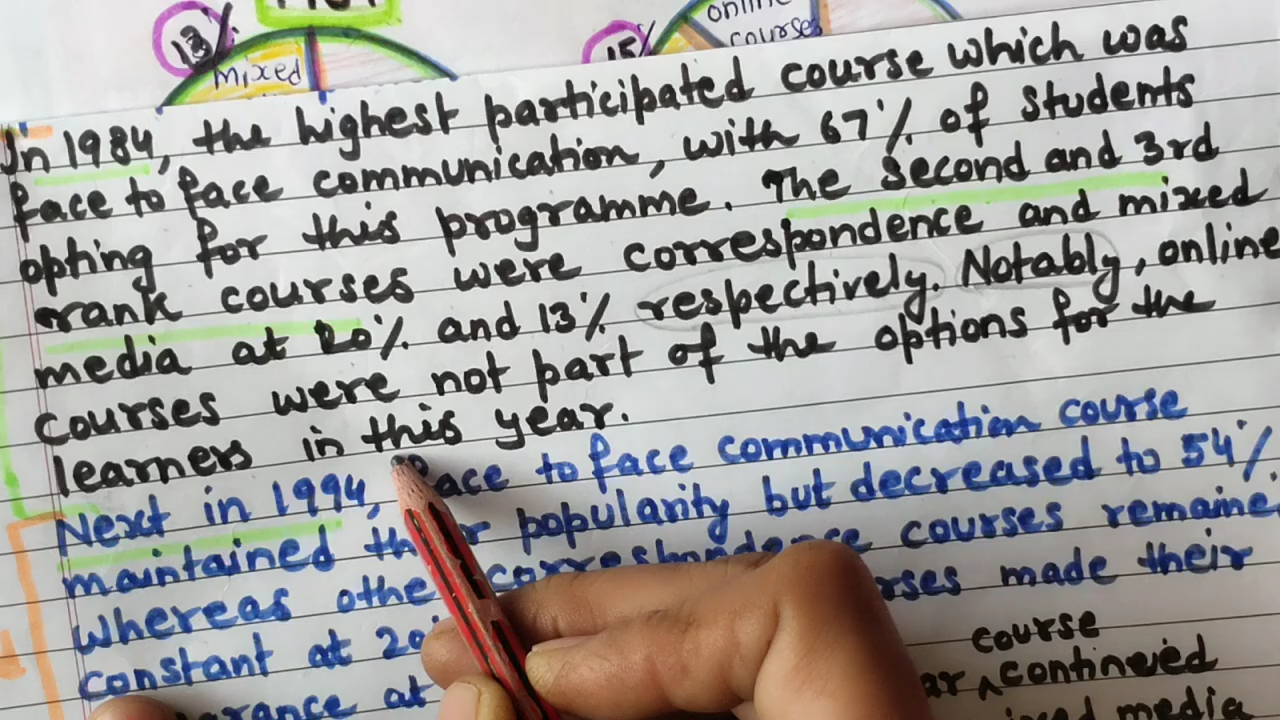 13%
mixed
15%
online
courses
In 1984, the highest participated course which was
face to face communication, with 67% of students
opting for this programme. The second and 3rd
rank courses were correspondence and mixed
media at 20% and 13% respectively. Notably, online
courses were not part of the options for the
learners in this year.
Next in 1994, face to face communication course
maintained their popularity but decreased to 54%
whereas other correspondence courses
constant at 20 made their
at
course
continued
media